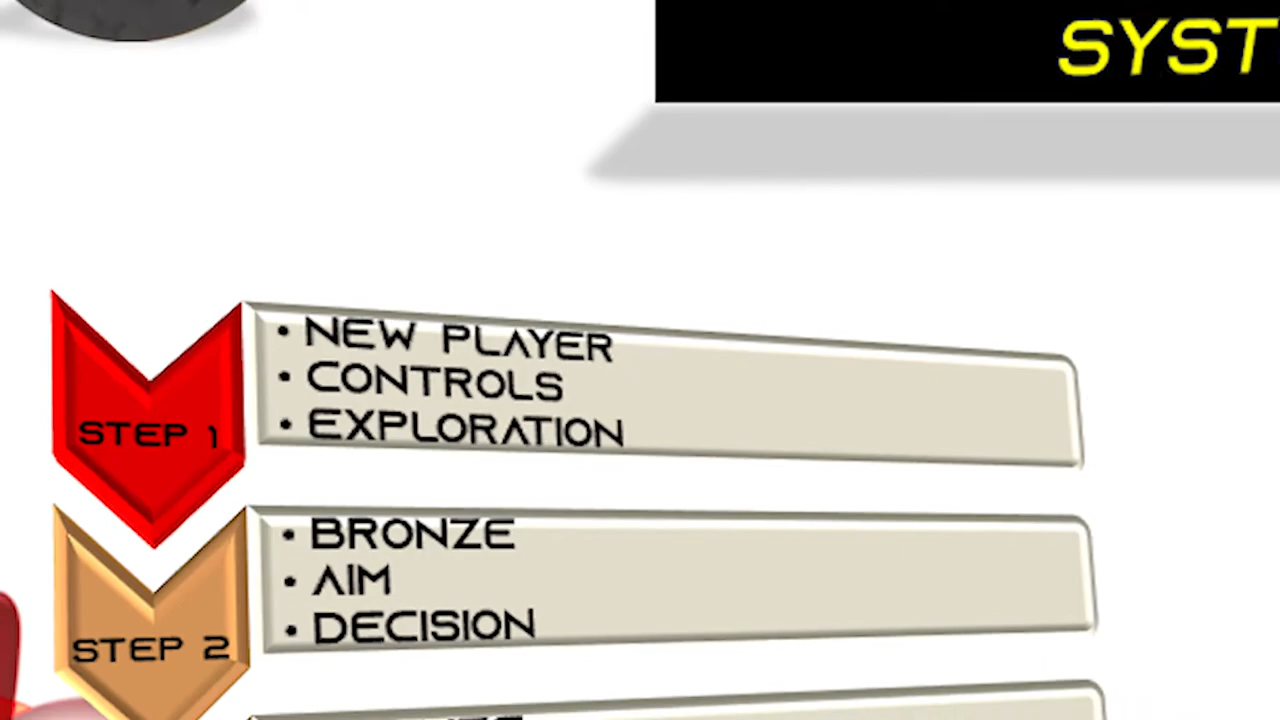 SYST
STEP 1
• NEW PLAYER
• CONTROLS
• EXPLORATION
STEP 2
• BRONZE
• AIM
• DECISION